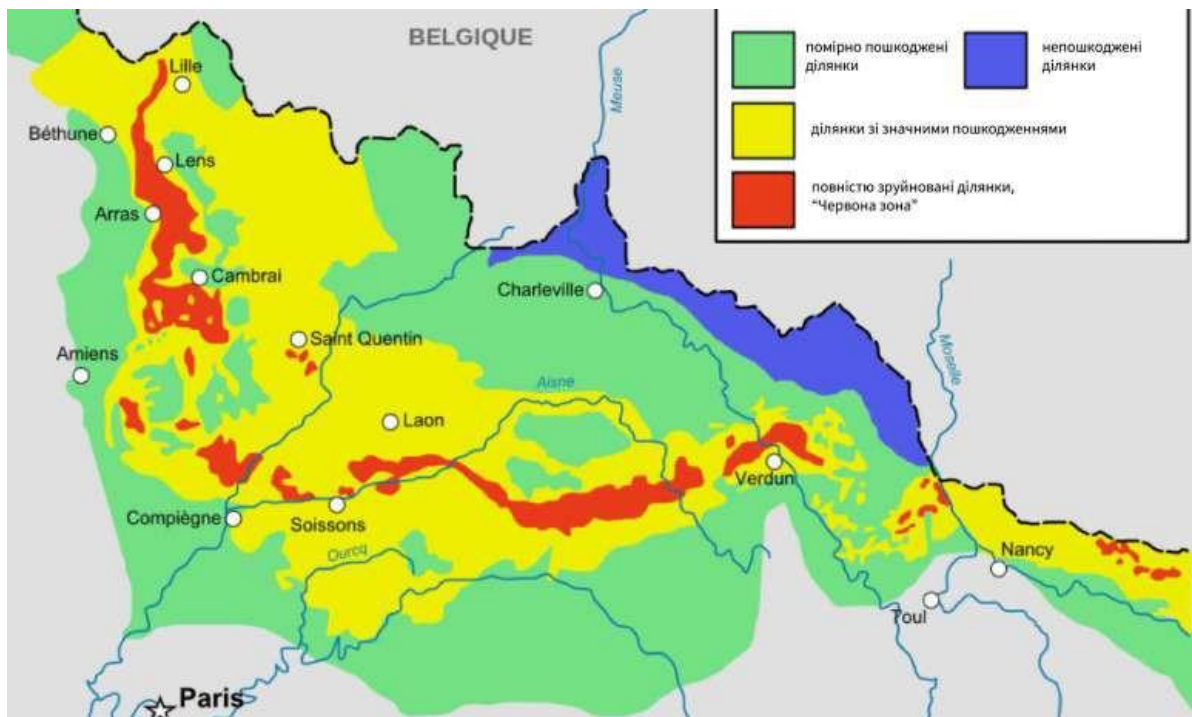 BELGIQUE
помірно пошкоджені
ділянки
непошкоджені
ділянки
ділянки зі значними пошкодженнями
повністю зруйновані ділянки,
“Червона зона”
Lille
Meuse
Béthune
Lens
Arras
Cambrai
Charleville
Saint Quentin
Moselle
Amiens
Aisne
Laon
Verdun
Compiègne
Soissons
Ourcq
Nancy
Toul
Paris